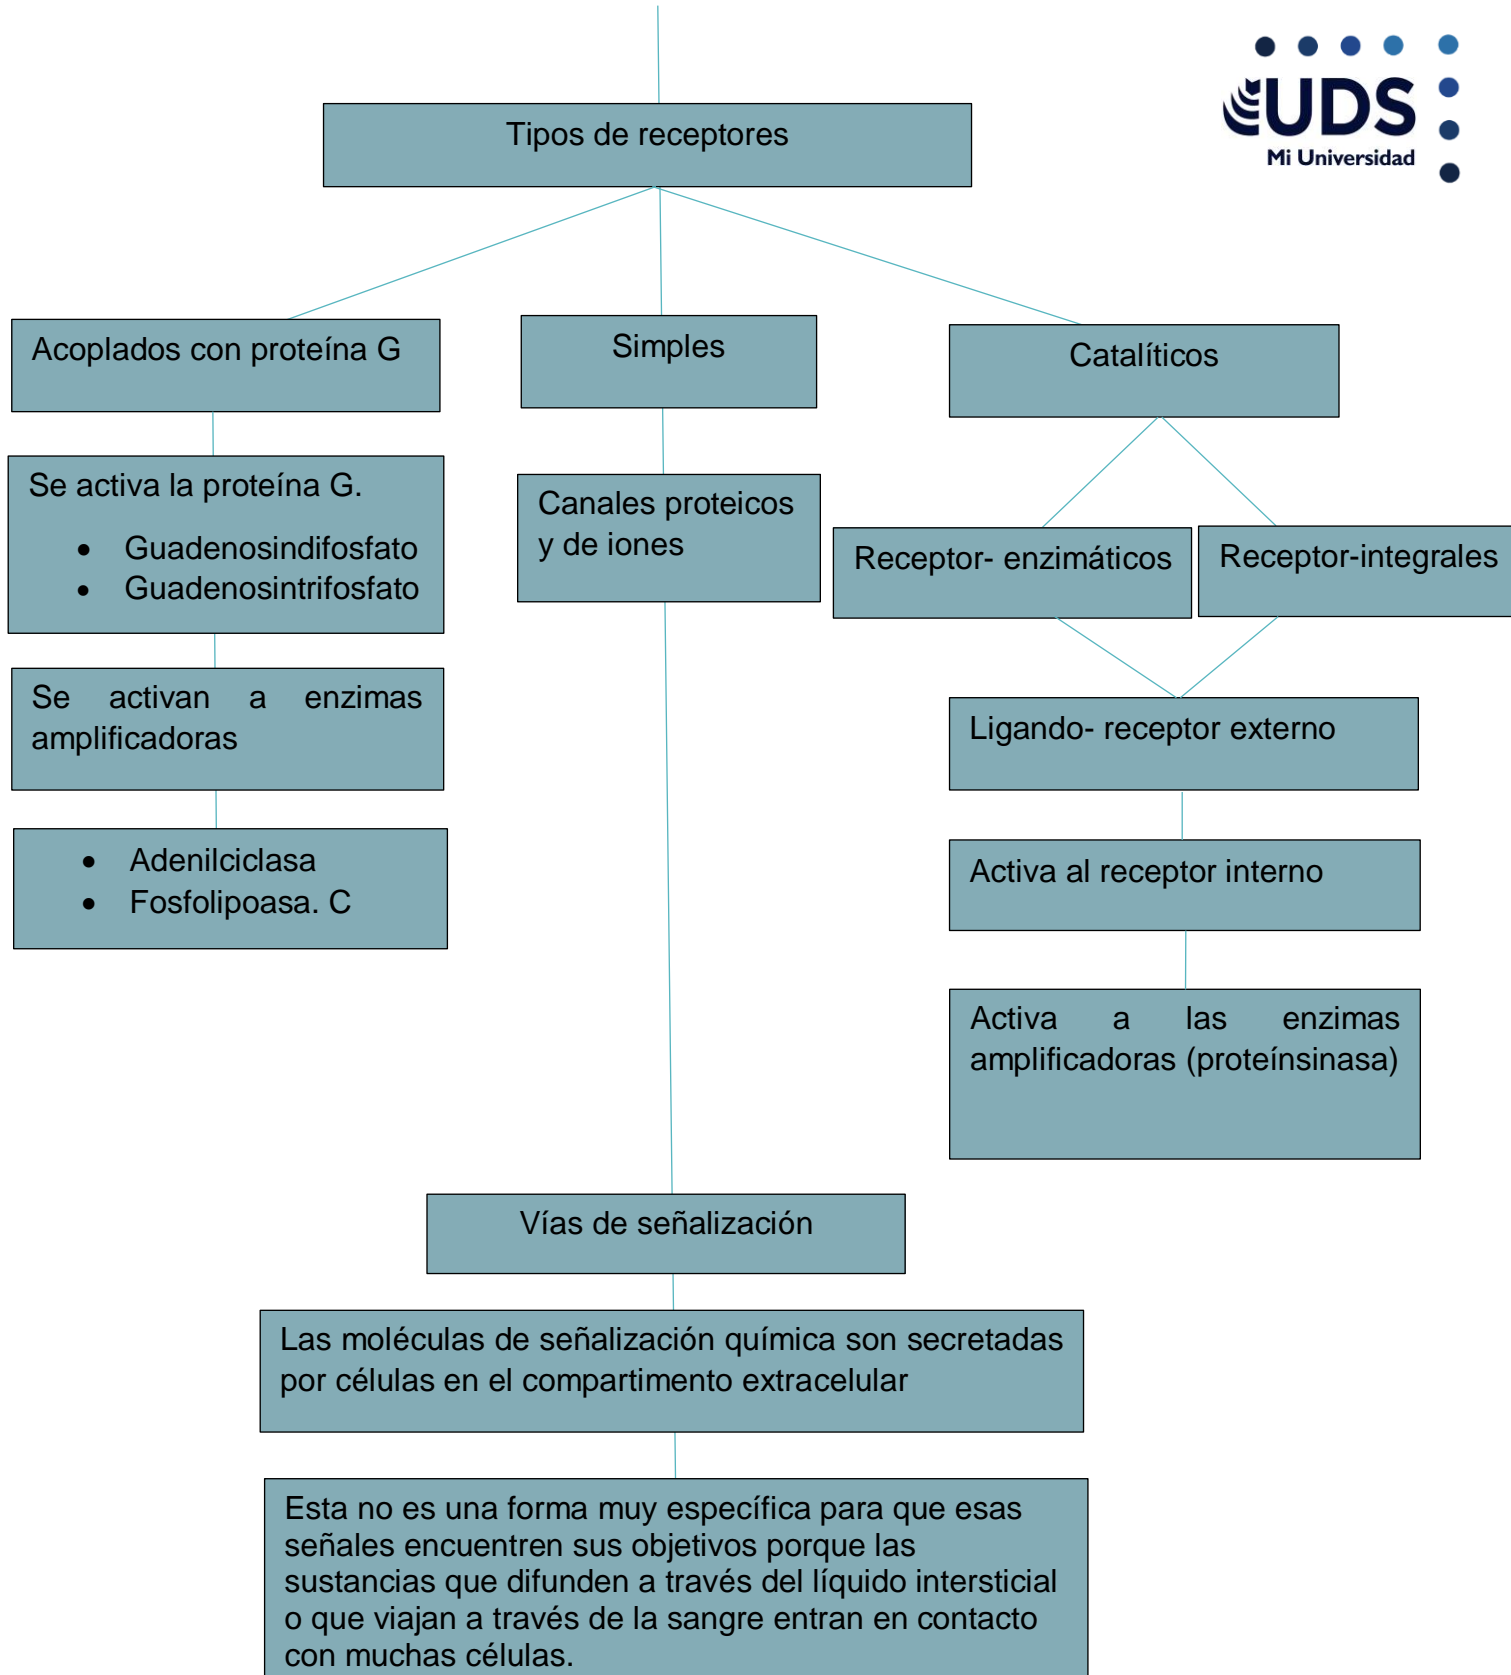 UDS
Mi Universidad
Tipos de receptores
Acoplados con proteína G
Simples
Catalíticos
Se activa la proteína G.
• Guadenosindifosfato
• Guadenosintrifosfato
Canales proteicos
y de iones
Receptor- enzimáticos
Receptor-integrales
Se activan a enzimas
amplificadoras
Ligando- receptor externo
• Adenilciclasa
• Fosfolipoasa. C
Activa al receptor interno
Activa a las enzimas
amplificadoras (proteínsinasa)
Vías de señalización
Las moléculas de señalización química son secretadas
por células en el compartimento extracelular
Esta no es una forma muy específica para que esas
señales encuentren sus objetivos porque las
sustancias que difunden a través del líquido intersticial
o que viajan a través de la sangre entran en contacto
con muchas células.